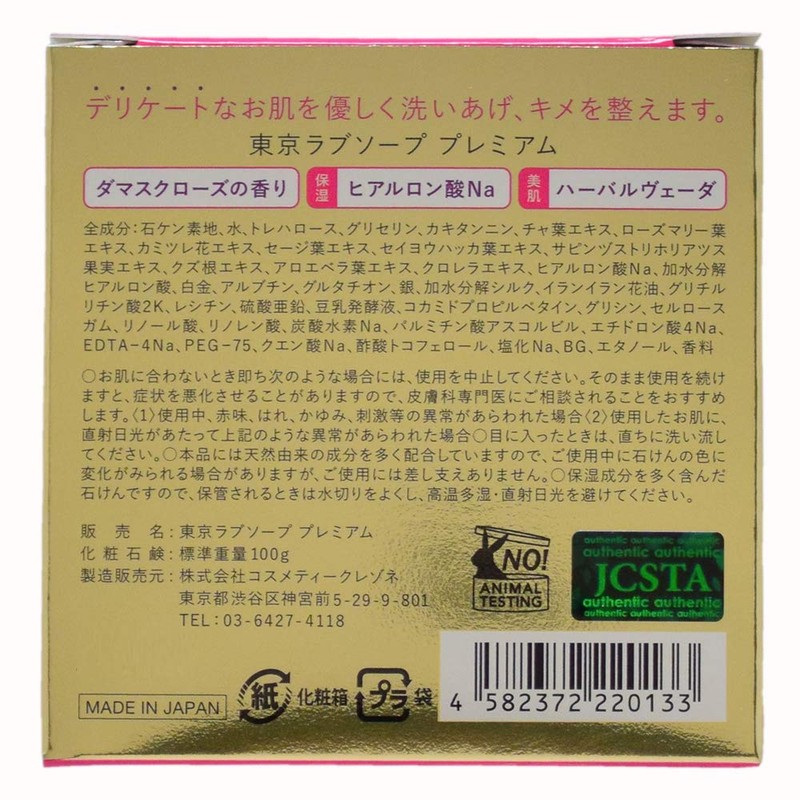 デリケートなお肌を優しく洗いあげ、キメを整えます。
東京ラブソープ プレミアム
ダマスクローズの香り 保湿 ヒアルロン酸Na 美肌 ハーバルヴェーダ
全成分:石ケン素地、水、トレハロース、グリセリン、カキタンニン、チャ葉エキス、ローズマリー葉
エキス、カミツレ花エキス、セージ葉エキス、セイヨウハッカ葉エキス、サピンヅストリホリアツス
果実エキス、クズ根エキス、アロエベラ葉エキス、クロレラエキス、ヒアルロン酸Na、加水分解
ヒアルロン酸、白金、アルブチン、グルタチオン、銀、加水分解シルク、イランイラン花油、グリチル
リチン酸2K、レシチン、硫酸亜鉛、豆乳発酵液、コカミドプロピルベタイン、グリシン、セルロース
ガム、リノール酸、リノレン酸、炭酸水素Na、パルミチン酸アスコルビル、エチドロン酸4Na、
EDTA-4Na、PEG-75、クエン酸Na、酢酸トコフェロール、塩化Na、BG、エタノール、香料
○お肌に合わないとき即ち次のような場合には、使用を中止してください。そのまま使用を続け
ますと、症状を悪化させることがありますので、皮膚科専門医にご相談されることをおすすめ
します。〈1〉使用中、赤味、はれ、かゆみ、刺激等の異常があらわれた場合〈2〉使用したお肌に、
直射日光があたって上記のような異常があらわれた場合○目に入ったときは、直ちに洗い流し
てください。○本品には天然由来の成分を多く配合していますので、ご使用中に石けんの色に
変化がみられる場合がありますが、ご使用には差し支えありません。○保湿成分を多く含んだ
石けんですので、保管されるときは水切りをよくし、高温多湿・直射日光を避けてください。
販売名:東京ラブソープ プレミアム
化粧石鹸:標準重量100g
製造販売元:株式会社コスメティークレゾネ
東京都渋谷区神宮前5-29-9-801
TEL:03-6427-4118
NO!
ANIMAL
TESTING
authentic authentic authentic
authentic authentic
JCSTA
authentic authentic
authentic authentic authentic
MADE IN JAPAN
紙 化粧箱 プラ 袋
4 582372 220133